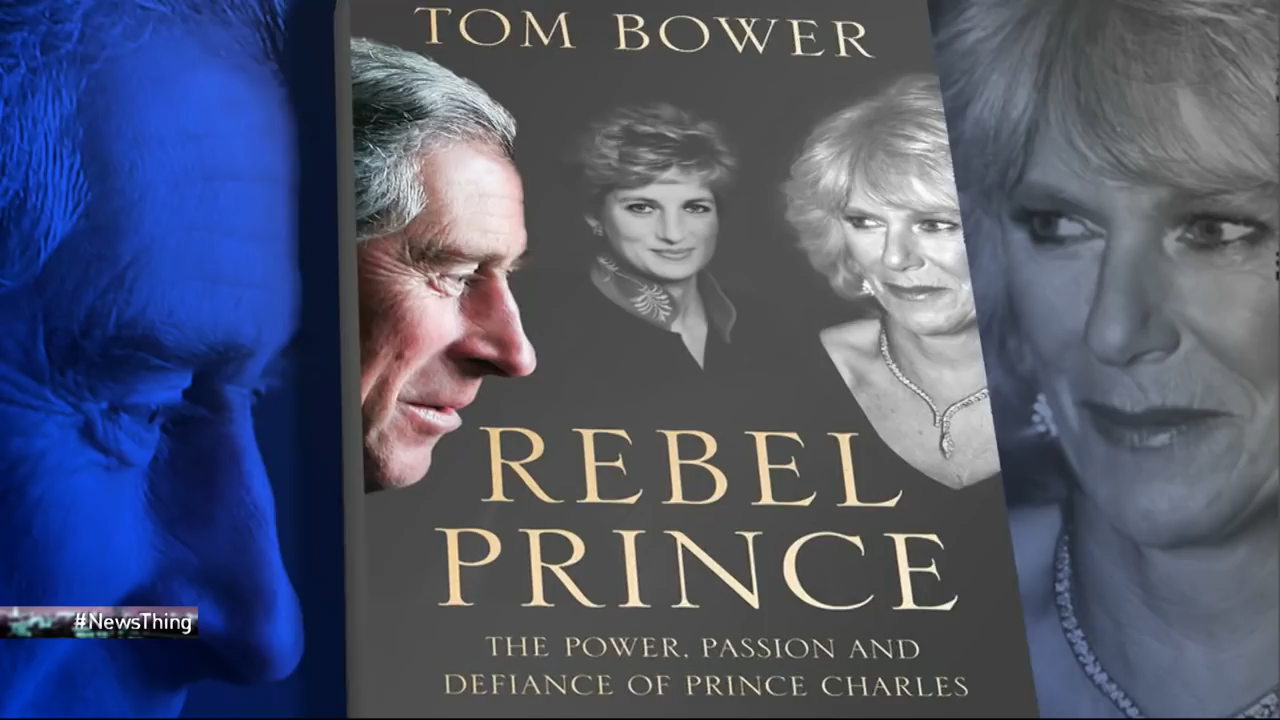 TOM BOWER
REBEL
PRINCE
THE POWER, PASSION AND
DEFIANCE OF PRINCE CHARLES
#NewsThing